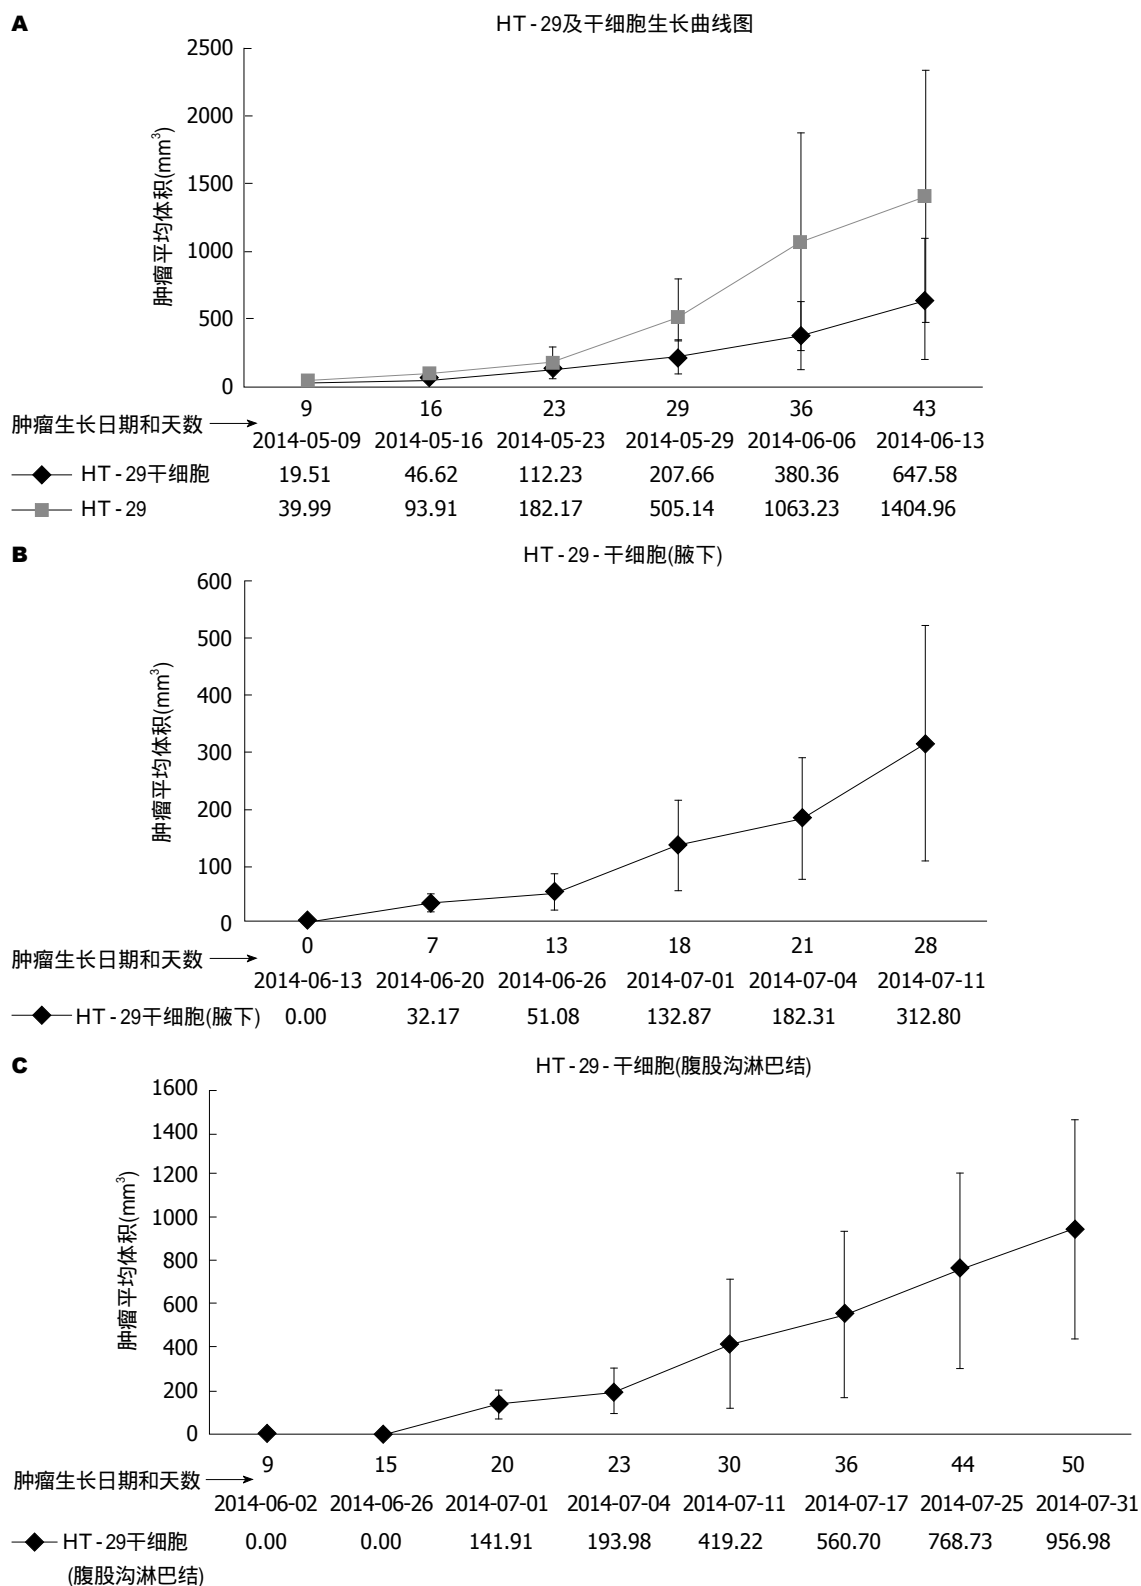 A
HT-29及干细胞生长曲线图
肿瘤平均体积(mm³)
2500
2000
1500
1000
500
0
9 16 23 29 36 43
肿瘤生长日期和天数
2014-05-09 2014-05-16 2014-05-23 2014-05-29 2014-06-06 2014-06-13
HT-29干细胞 19.51 46.62 112.23 207.66 380.36 647.58
HT-29 39.99 93.91 182.17 505.14 1063.23 1404.96
B
HT-29-干细胞(腋下)
肿瘤平均体积(mm³)
600
500
400
300
200
100
0
0 7 13 18 21 28
肿瘤生长日期和天数
2014-06-13 2014-06-20 2014-06-26 2014-07-01 2014-07-04 2014-07-11
HT-29干细胞(腋下) 0.00 32.17 51.08 132.87 182.31 312.80
C
HT-29-干细胞(腹股沟淋巴结)
肿瘤平均体积(mm³)
1600
1400
1200
1000
800
600
400
200
0
9 15 20 23 30 36 44 50
肿瘤生长日期和天数
2014-06-02 2014-06-26 2014-07-01 2014-07-04 2014-07-11 2014-07-17 2014-07-25 2014-07-31
HT-29干细胞 0.00 0.00 141.91 193.98 419.22 560.70 768.73 956.98
(腹股沟淋巴结)